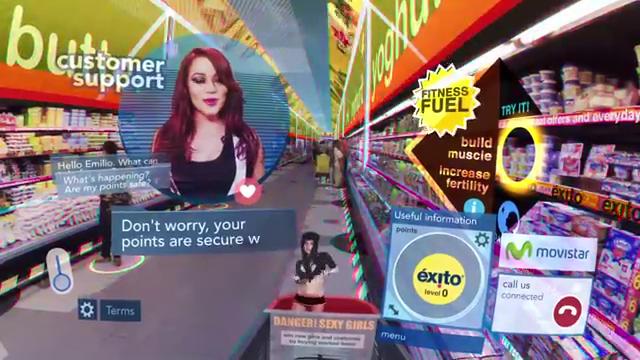 butt
customer
support
Hello Emilio. What can
What's happening?
Are my points safe?
Don't worry, your
points are secure w
Terms
yoghu
FITNESS
FUEL
TRY IT!
build
muscle
increase
fertility
offers and everyday
Useful information
points
éxito
level 0
menu
movistar
call us
connected
DANGER! SEXY GIRLS
éxito